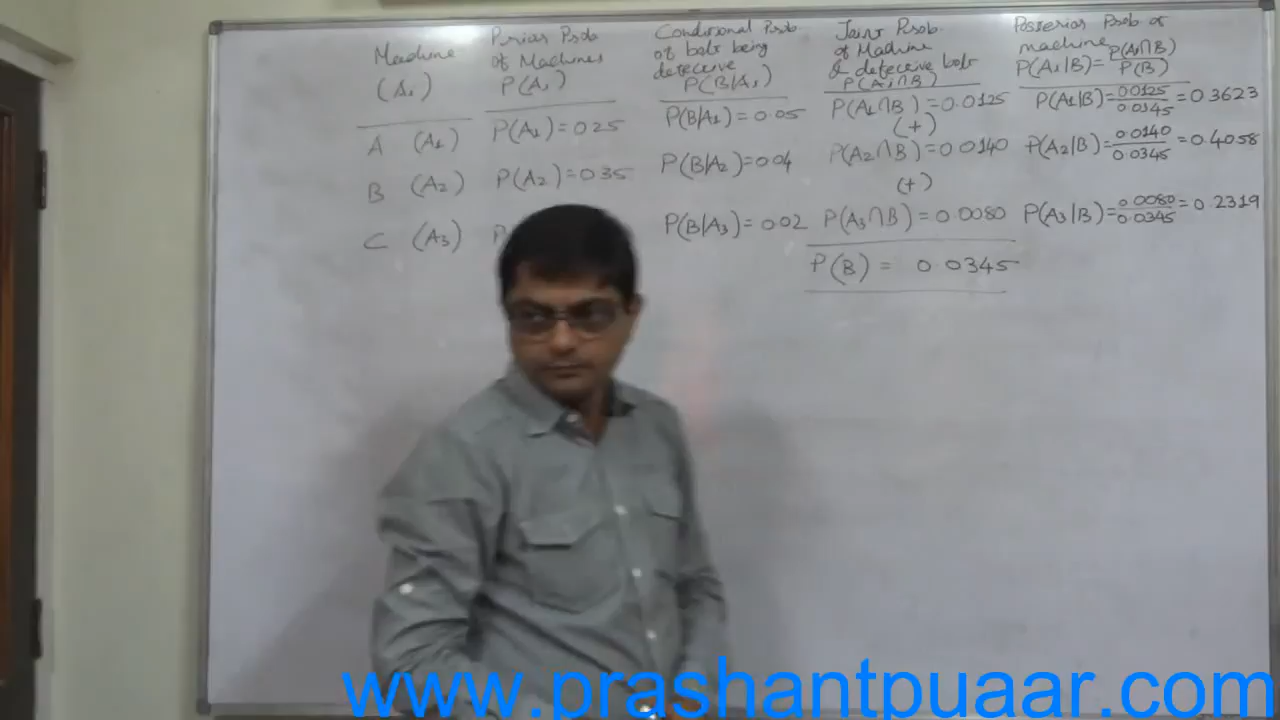 Machine
(Ai)
A (A1)
B (A2)
C (A3)
Prior Prob
of Machines
P(Ai)
P(A1)=0.25
P(A2)=0.35
P
Conditional Prob
of bolt being
defective
P(B/Ai)
P(B/A1)=0.05
P(B/A2)=0.04
P(B/A3)=0.02
Joint Prob
of Machine
& defective bolt
P(Ai∩B)
P(A1∩B)=0.0125
(+)
P(A2∩B)=0.0140
(+)
P(A3∩B)=0.0080
P(B) = 0.0345
Posterior Prob of
machine
P(Ai|B)=P(Ai∩B)/P(B)
P(A1|B)=0.0125/0.0345=0.3623
P(A2|B)=0.0140/0.0345=0.4058
P(A3|B)=0.0080/0.0345=0.2319
www.prashantpuaar.com